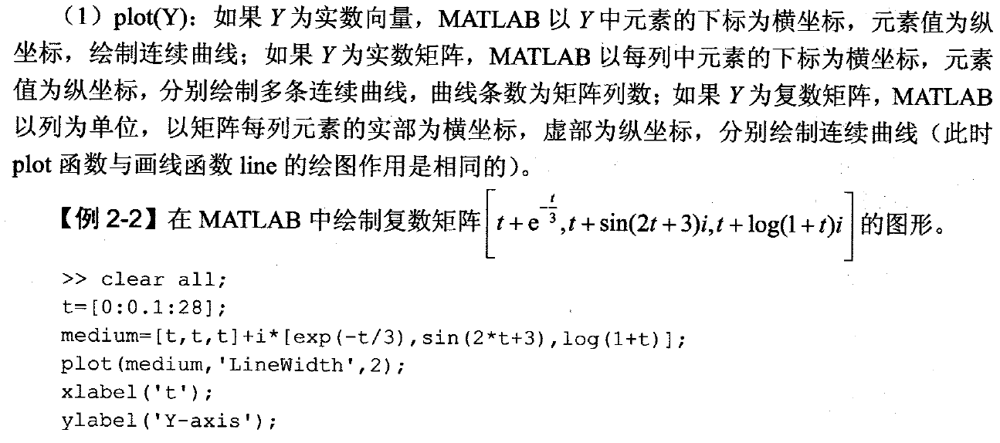 （1）plot(Y)：如果 Y 为实数向量，MATLAB 以 Y 中元素的下标为横坐标，元素值为纵
坐标，绘制连续曲线；如果 Y 为实数矩阵，MATLAB 以每列中元素的下标为横坐标，元素
值为纵坐标，分别绘制多条连续曲线，曲线条数为矩阵列数；如果 Y 为复数矩阵，MATLAB
以列为单位，以矩阵每列元素的实部为横坐标，虚部为纵坐标，分别绘制连续曲线（此时
plot 函数与画线函数 line 的绘图作用是相同的）。
【例 2-2】在 MATLAB 中绘制复数矩阵[t+e^{-t/3},t+sin(2t+3)i,t+log(1+t)i]的图形。
>> clear all;
t=[0:0.1:28];
medium=[t,t,t]+i*[exp(-t/3),sin(2*t+3),log(1+t)];
plot(medium,'LineWidth',2);
xlabel('t');
ylabel('Y-axis');